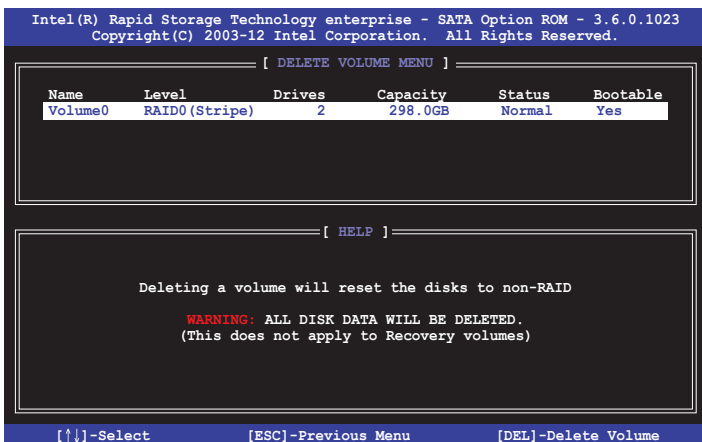 Intel(R) Rapid Storage Technology enterprise - SATA Option ROM - 3.6.0.1023
Copyright(C) 2003-12 Intel Corporation. All Rights Reserved.
[ DELETE VOLUME MENU ]
Name Level Drives Capacity Status Bootable
Volume0 RAID0(Stripe) 2 298.0GB Normal Yes
[ HELP ]
Deleting a volume will reset the disks to non-RAID
WARNING: ALL DISK DATA WILL BE DELETED.
(This does not apply to Recovery volumes)
[↑↓]-Select [ESC]-Previous Menu [DEL]-Delete Volume